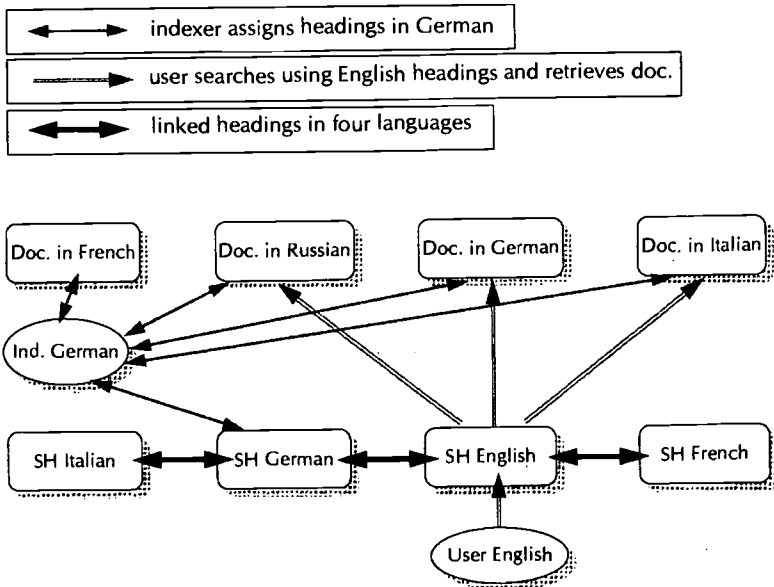 indexer assigns headings in German
user searches using English headings and retrieves doc.
linked headings in four languages
Doc. in French
Doc. in Russian
Doc. in German
Doc. in Italian
Ind. German
SH Italian
SH German
SH English
SH French
User English